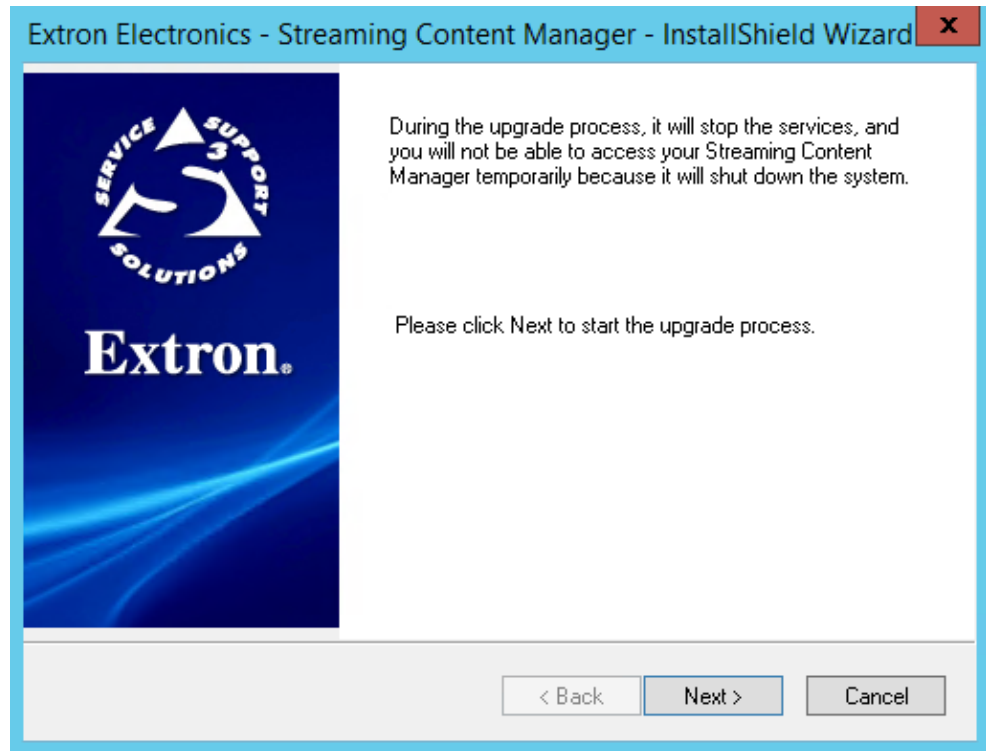 Extron Electronics - Streaming Content Manager - InstallShield Wizard
x
SERVICE SUPPORT
3
SOLUTIONS
Extron®
During the upgrade process, it will stop the services, and
you will not be able to access your Streaming Content
Manager temporarily because it will shut down the system.
Please click Next to start the upgrade process.
< Back
Next >
Cancel